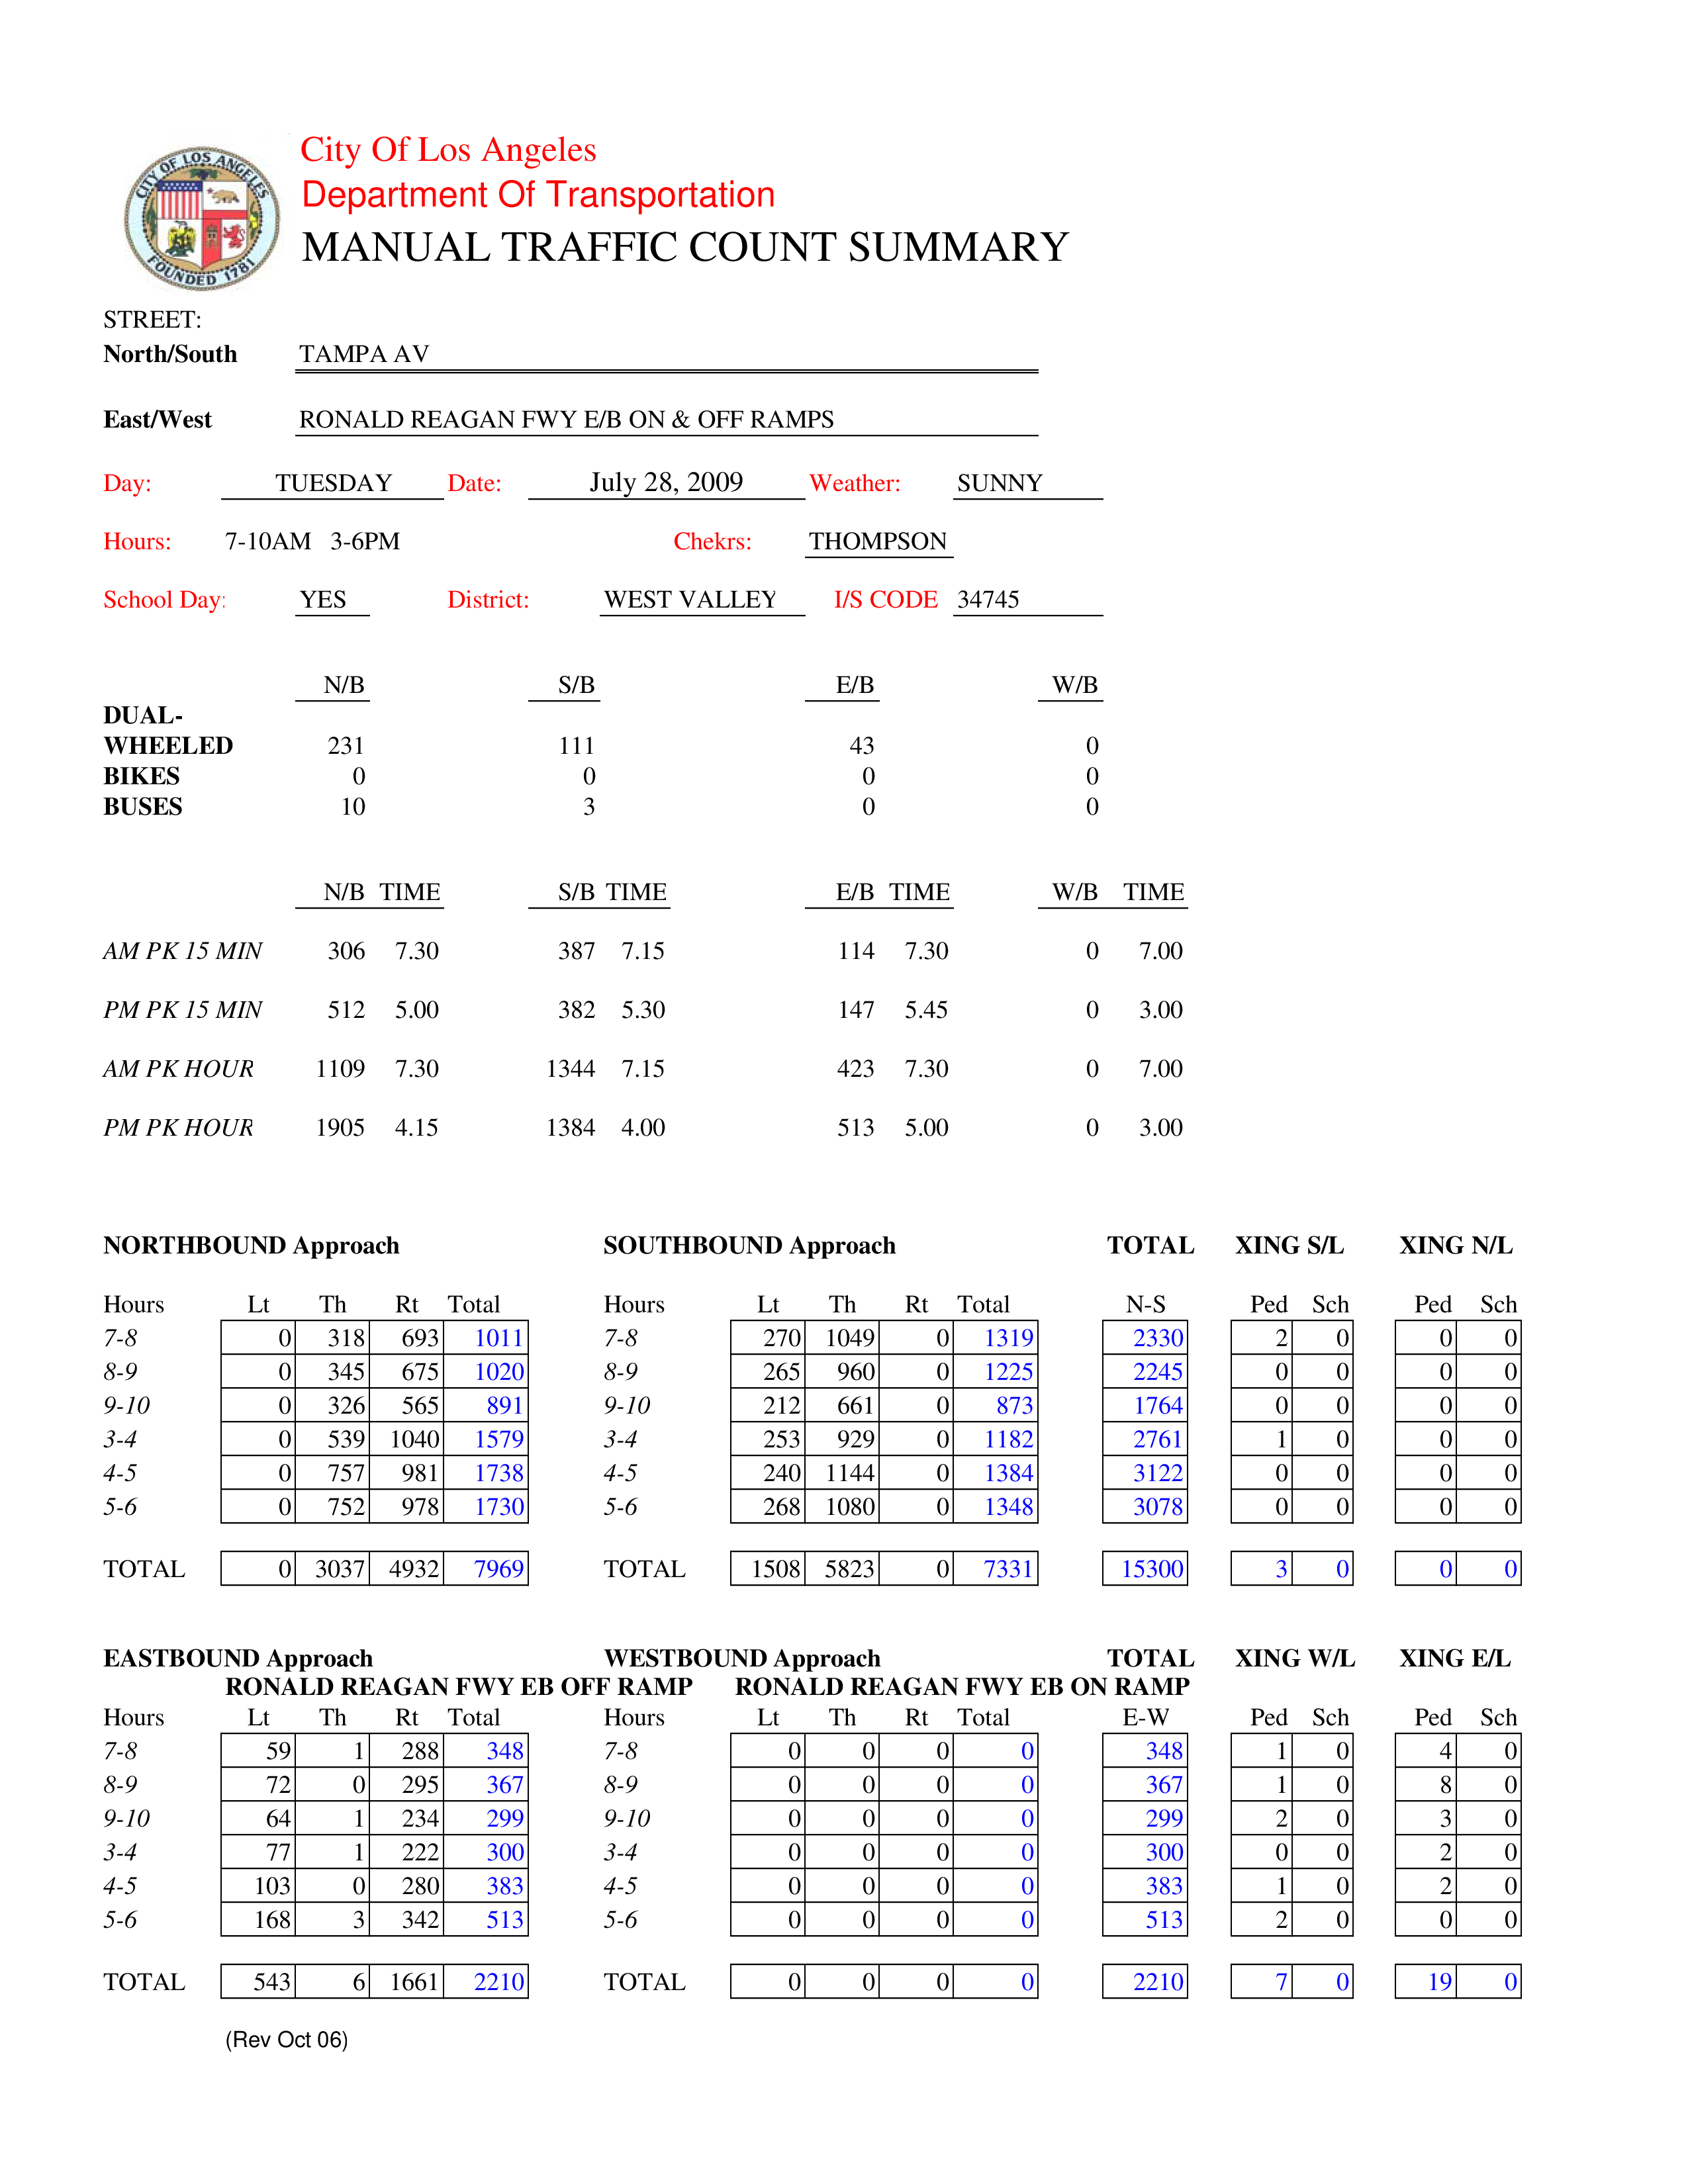 CITY OF LOS ANGELES
FOUNDED 1781
City Of Los Angeles
Department Of Transportation
MANUAL TRAFFIC COUNT SUMMARY
STREET:
North/South TAMPA AV
East/West RONALD REAGAN FWY E/B ON & OFF RAMPS
Day: TUESDAY Date: July 28, 2009 Weather: SUNNY
Hours: 7-10AM 3-6PM Chekrs: THOMPSON
School Day: YES District: WEST VALLEY I/S CODE 34745
N/B S/B E/B W/B
DUAL-
WHEELED 231 111 43 0
BIKES 0 0 0 0
BUSES 10 3 0 0
N/B TIME S/B TIME E/B TIME W/B TIME
AM PK 15 MIN 306 7.30 387 7.15 114 7.30 0 7.00
PM PK 15 MIN 512 5.00 382 5.30 147 5.45 0 3.00
AM PK HOUR 1109 7.30 1344 7.15 423 7.30 0 7.00
PM PK HOUR 1905 4.15 1384 4.00 513 5.00 0 3.00
NORTHBOUND Approach SOUTHBOUND Approach TOTAL XING S/L XING N/L
Hours Lt Th Rt Total Hours Lt Th Rt Total N-S Ped Sch Ped Sch
7-8 0 318 693 1011 7-8 270 1049 0 1319 2330 2 0 0 0
8-9 0 345 675 1020 8-9 265 960 0 1225 2245 0 0 0 0
9-10 0 326 565 891 9-10 212 661 0 873 1764 0 0 0 0
3-4 0 539 1040 1579 3-4 253 929 0 1182 2761 1 0 0 0
4-5 0 757 981 1738 4-5 240 1144 0 1384 3122 0 0 0 0
5-6 0 752 978 1730 5-6 268 1080 0 1348 3078 0 0 0 0
TOTAL 0 3037 4932 7969 TOTAL 1508 5823 0 7331 15300 3 0 0 0
EASTBOUND Approach WESTBOUND Approach TOTAL XING W/L XING E/L
RONALD REAGAN FWY EB OFF RAMP RONALD REAGAN FWY EB ON RAMP
Hours Lt Th Rt Total Hours Lt Th Rt Total E-W Ped Sch Ped Sch
7-8 59 1 288 348 7-8 0 0 0 0 348 1 0 4 0
8-9 72 0 295 367 8-9 0 0 0 0 367 1 0 8 0
9-10 64 1 234 299 9-10 0 0 0 0 299 2 0 3 0
3-4 77 1 222 300 3-4 0 0 0 0 300 0 0 2 0
4-5 103 0 280 383 4-5 0 0 0 0 383 1 0 2 0
5-6 168 3 342 513 5-6 0 0 0 0 513 2 0 0 0
TOTAL 543 6 1661 2210 TOTAL 0 0 0 0 2210 7 0 19 0
(Rev Oct 06)